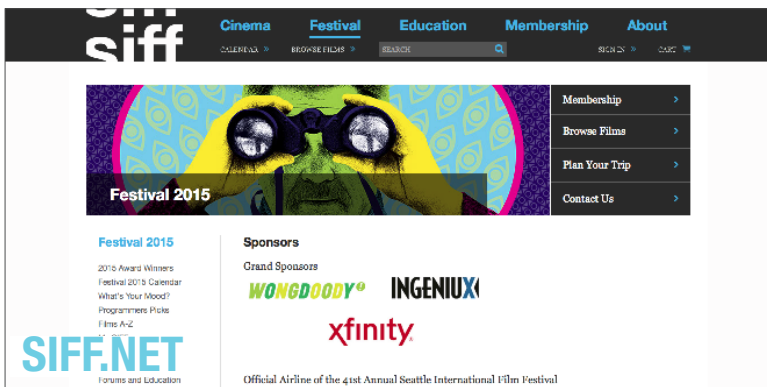 siff
Cinema Festival Education Membership About
CALENDAR » BROWSE FILMS » SEARCH SIGN IN » CART
Membership >
Browse Films >
Plan Your Trip >
Contact Us >
Festival 2015
Festival 2015
2015 Award Winners
Festival 2015 Calendar
What's Your Mood?
Programmers Picks
Films A-Z
SIFF.NET
Forums and Education
Sponsors
Grand Sponsors
WONGDOODY
INGENIUX
xfinity
Official Airline of the 41st Annual Seattle International Film Festival